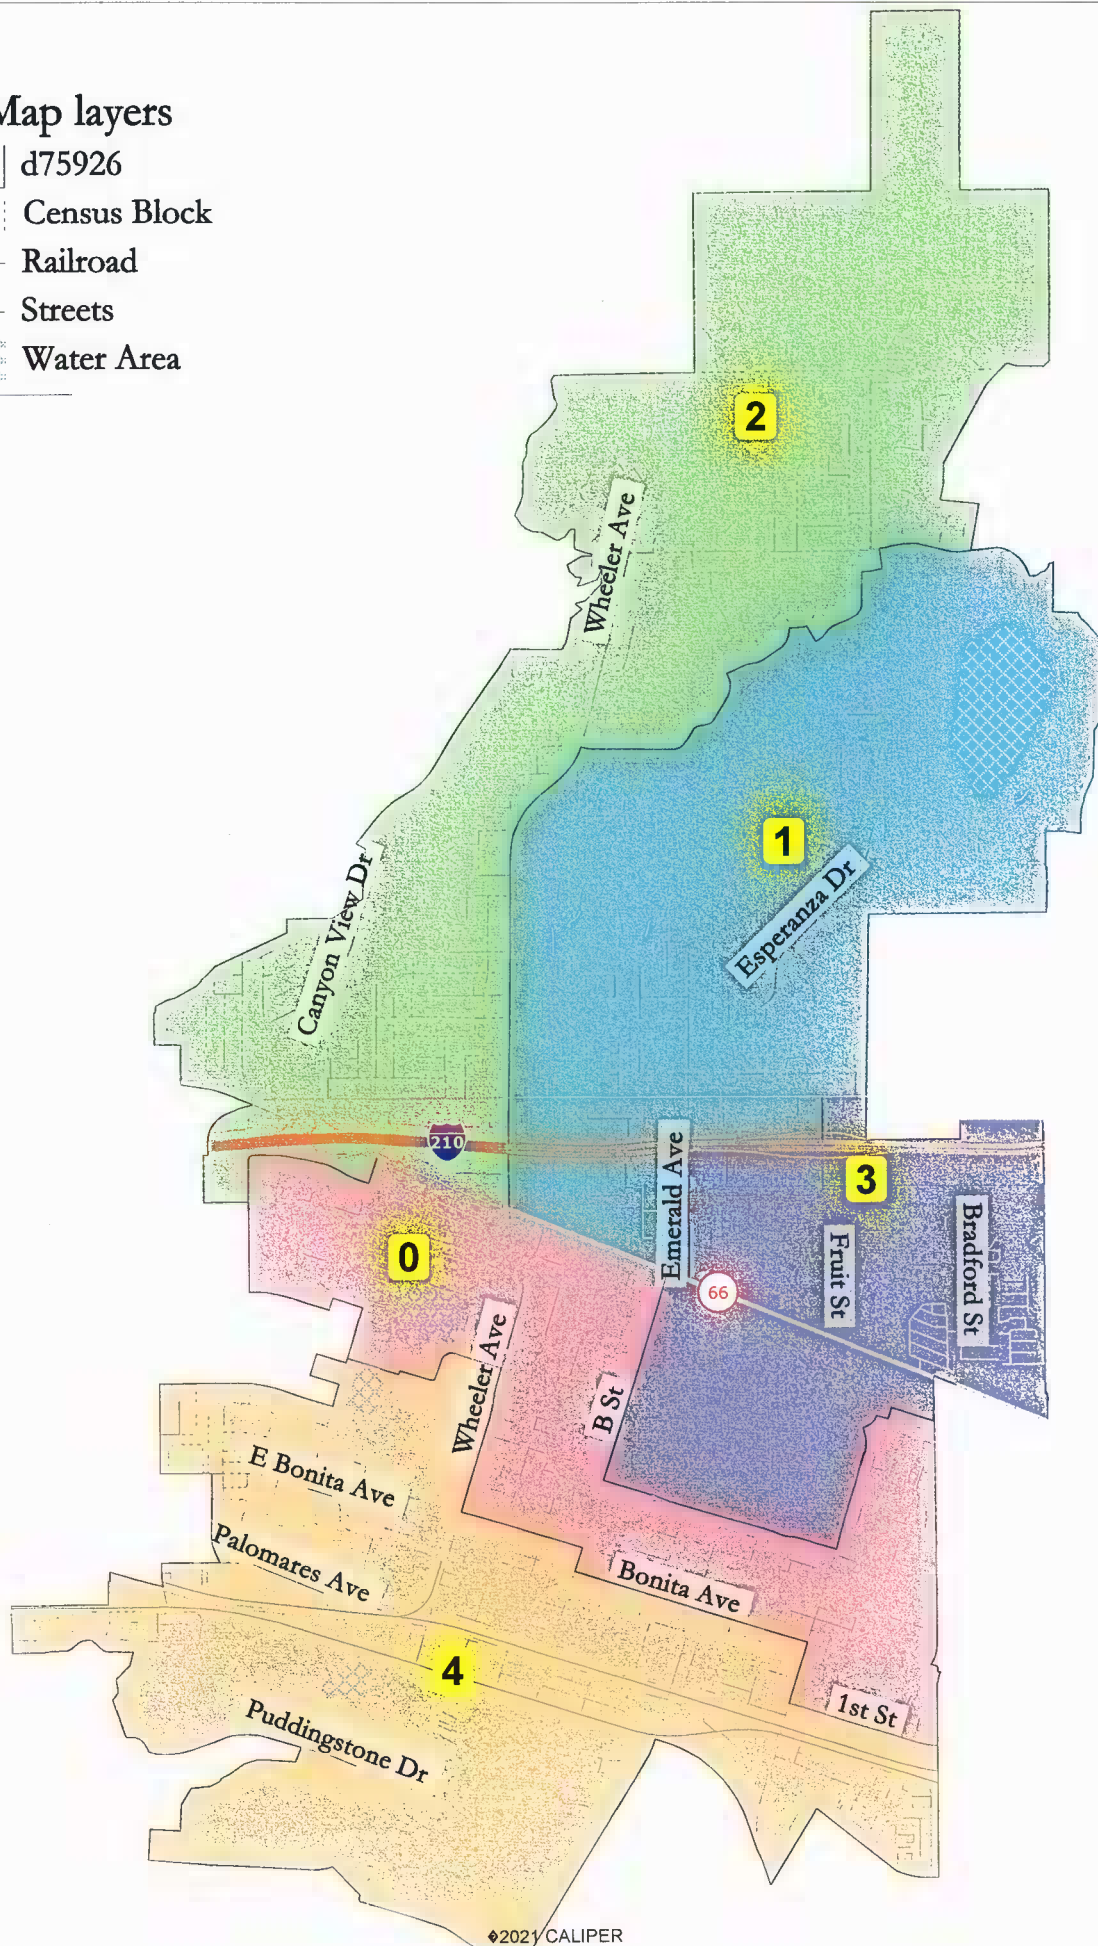 Map layers
d75926
Census Block
Railroad
Streets
Water Area
2
Wheeler Ave
1
Esperanza Dr
Canyon View Dr
210
Emerald Ave
3
Fruit St
Bradford St
0
66
Wheeler Ave
B St
E Bonita Ave
Palomares Ave
Bonita Ave
4
1st St
Puddingstone Dr
�2021 CALIPER